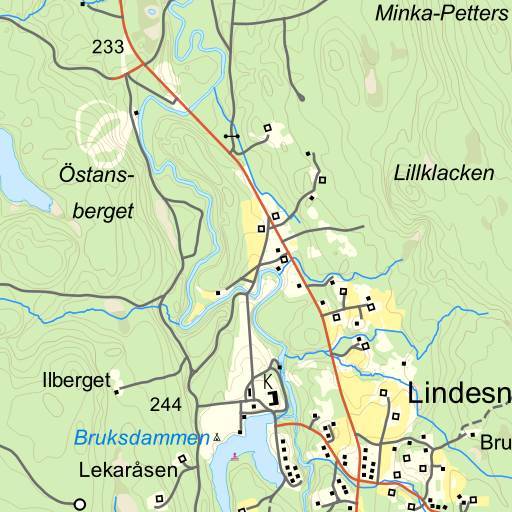 Minka-Petters
233
Östans-
berget
Lillklacken
Ilberget
244
K
Lindesn
Bruksdammen
Bru
Lekaråsen